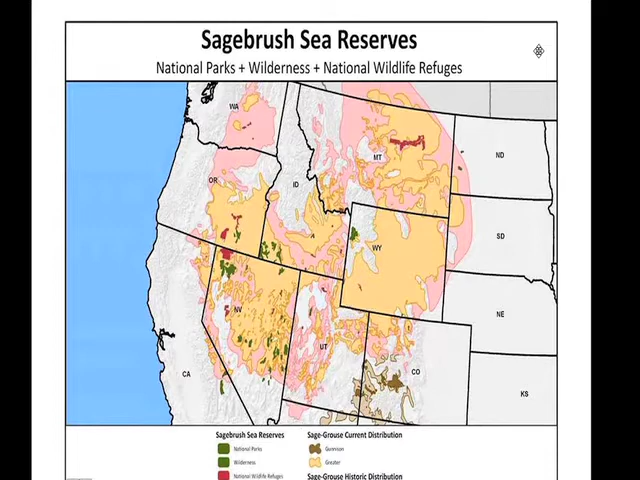 Sagebrush Sea Reserves
National Parks + Wilderness + National Wildlife Refuges
WA
MT
ND
OR
ID
SD
WY
NE
NV
UT
CO
CA
KS
Sagebrush Sea Reserves
National Parks
Wilderness
National Wildlife Refuges
Sage-Grouse Current Distribution
Gunnison
Greater
Sage-Grouse Historic Distribution